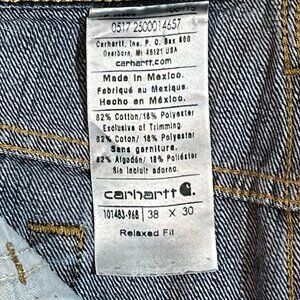 0517 2500014657
Carhartt, Inc. P. O. Box 600
Dearborn, MI 48121 USA
carhartt.com
Made in Mexico.
Fabriqué au Mexique
Hecho en México.
82% Cotton/ 18% Polyester
Exclusive of Trimming
82% Coton/ 18% Polyester
Sans garniture.
82% Algodón/ 18% Poliéster
Sin incluir adorno.
carhartt
101483-968 38 X 30
Relaxed Fit